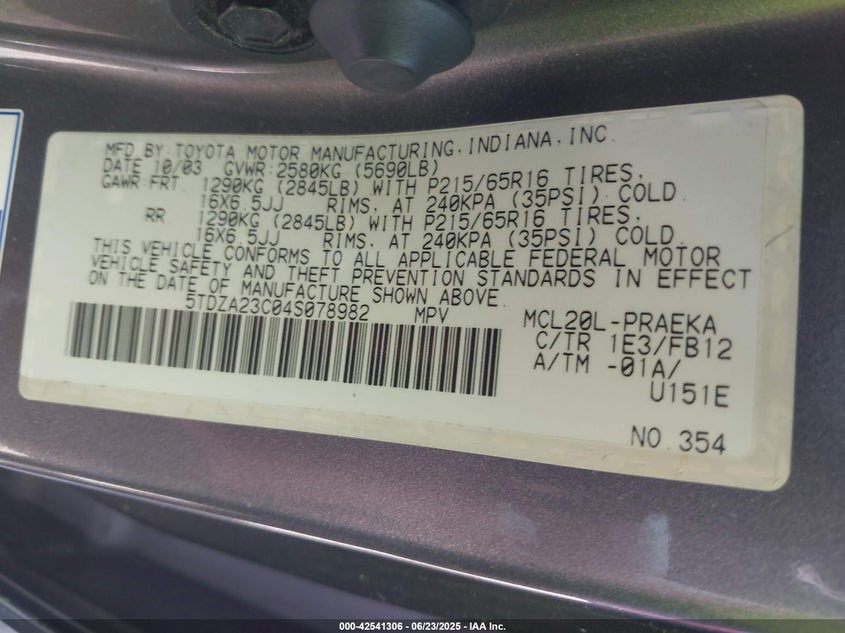 MFD BY: TOYOTA MOTOR MANUFACTURING, INDIANA, INC.
DATE 10/03 GVWR: 2580KG (5690LB)
GAWR: FRT. 1290KG (2845LB) WITH P215/65R16 TIRES,
16X6.5JJ RIMS, AT 240KPA (35PSI) COLD.
RR. 1290KG (2845LB) WITH P215/65R16 TIRES,
16X6.5JJ RIMS, AT 240KPA (35PSI) COLD.
THIS VEHICLE CONFORMS TO ALL APPLICABLE FEDERAL MOTOR
VEHICLE SAFETY AND THEFT PREVENTION STANDARDS IN EFFECT
ON THE DATE OF MANUFACTURE SHOWN ABOVE.
5TDZA23C04S078982 MPV
MCL20L-PRAEKA
C/TR 1E3/FB12
A/TM -01A/
U151E
NO. 354
000-42541306 - 06/23/2025 - IAA Inc.